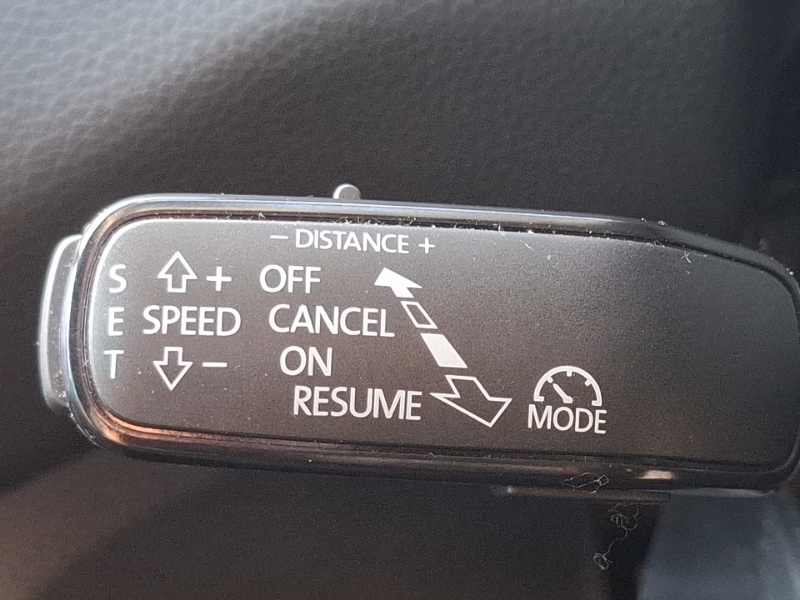 − DISTANCE +
S + OFF
E SPEED CANCEL
T − ON
RESUME
MODE